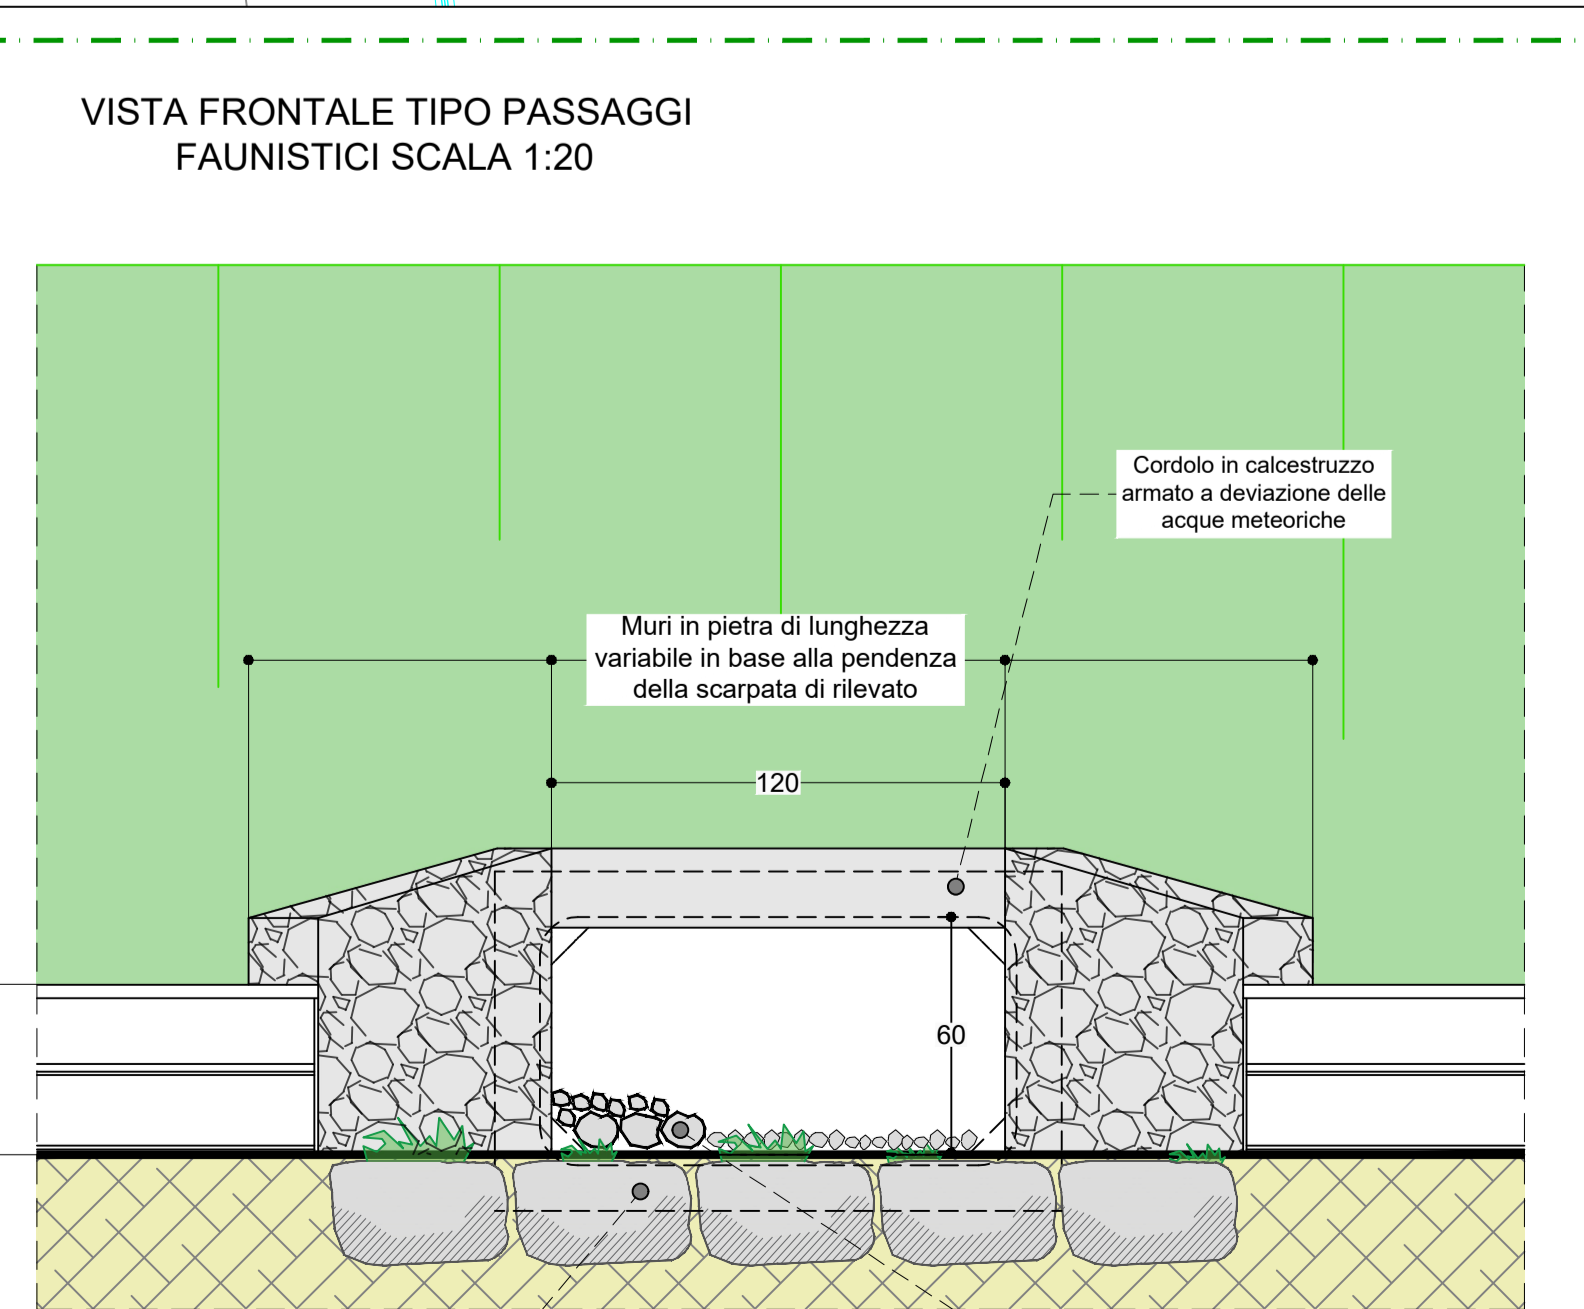 VISTA FRONTALE TIPO PASSAGGI
FAUNISTICI SCALA 1:20
Cordolo in calcestruzzo
armato a deviazione delle
acque meteoriche
Muri in pietra di lunghezza
variabile in base alla pendenza
della scarpata di rilevato
120
60